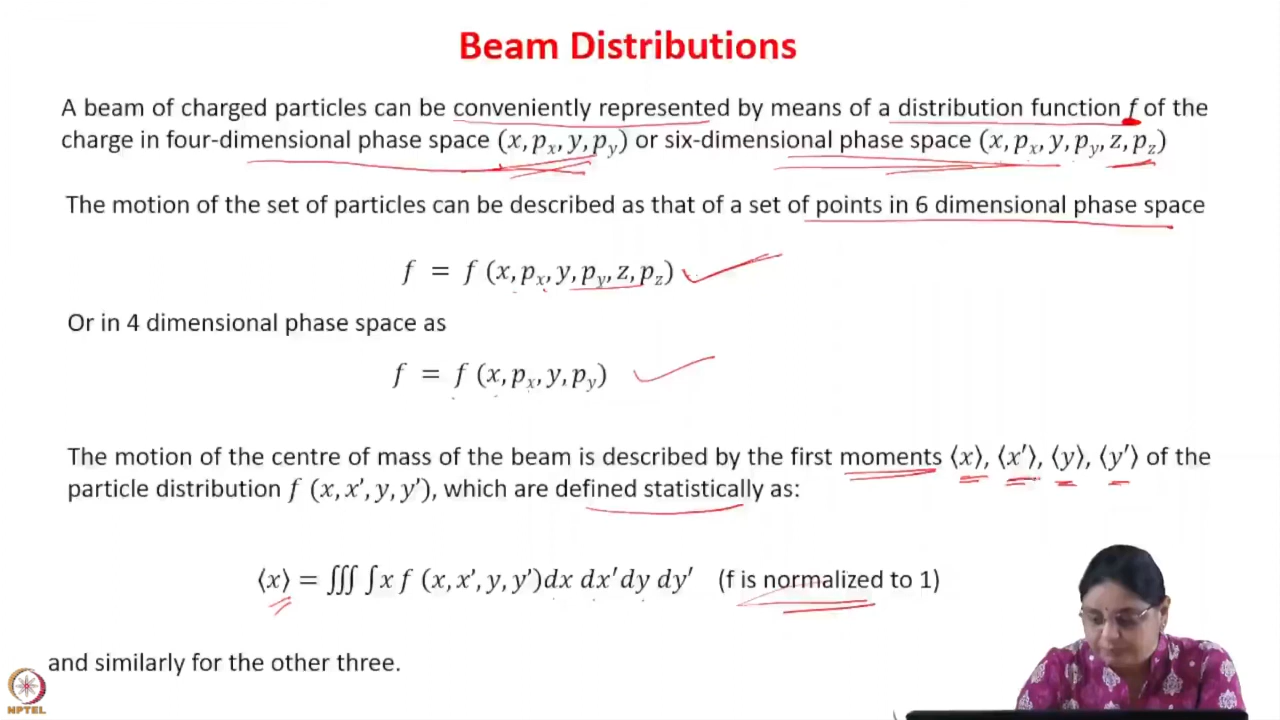 Beam Distributions
A beam of charged particles can be conveniently represented by means of a distribution function f of the
charge in four-dimensional phase space (x, pₓ, y, p_y) or six-dimensional phase space (x, pₓ, y, p_y, z, p_z)
The motion of the set of particles can be described as that of a set of points in 6 dimensional phase space
f = f (x, pₓ, y, p_y, z, p_z)
Or in 4 dimensional phase space as
f = f (x, pₓ, y, p_y)
The motion of the centre of mass of the beam is described by the first moments ⟨x⟩, ⟨x′⟩, ⟨y⟩, ⟨y′⟩ of the
particle distribution f (x, x’, y, y’), which are defined statistically as:
⟨x⟩ = ∭ ∫ x f (x, x’, y, y’)dx dx′dy dy′ (f is normalized to 1)
and similarly for the other three.
NPTEL